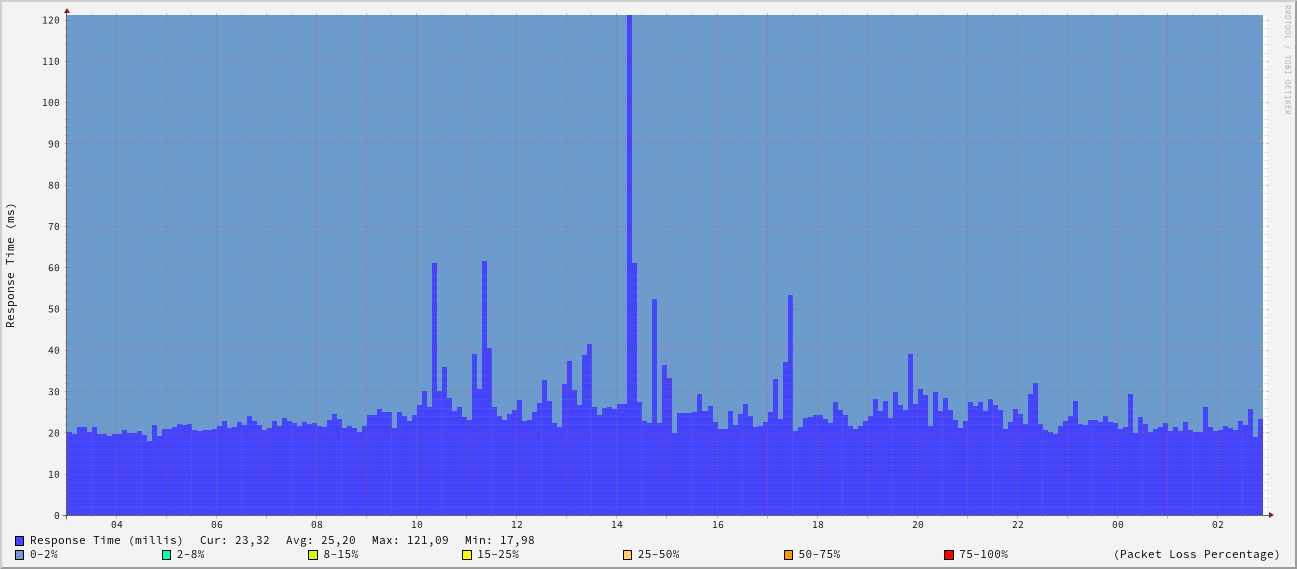 RRDTOOL / TOBI OETIKER
Response Time (ms)
120
110
100
90
80
70
60
50
40
30
20
10
0
04 06 08 10 12 14 16 18 20 22 00 02
Response Time (millis) Cur: 23,32 Avg: 25,20 Max: 121,09 Min: 17,98
0-2% 2-8% 8-15% 15-25% 25-50% 50-75% 75-100% (Packet Loss Percentage)